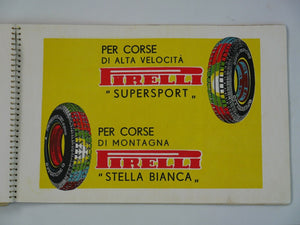 PER CORSE
DI ALTA VELOCITÀ
PIRELLI
"SUPERSPORT„
PER CORSE
DI MONTAGNA
PIRELLI
"STELLA BIANCA„